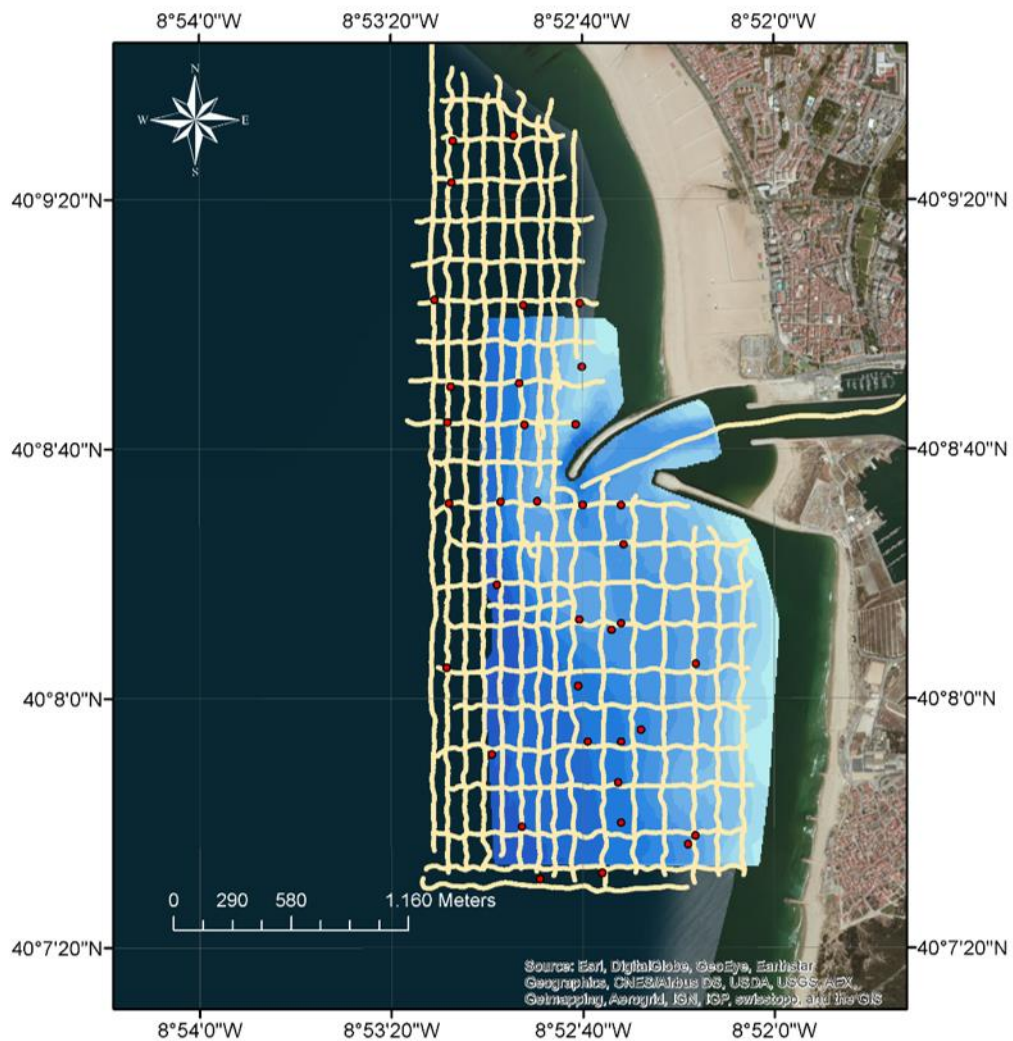 8°54'0"W 8°53'20"W 8°52'40"W 8°52'0"W
N
W E
S
40°9'20"N 40°9'20"N
40°8'40"N 40°8'40"N
40°8'0"N 40°8'0"N
0 290 580 1.160 Meters
40°7'20"N 40°7'20"N
Source: Esri, DigitalGlobe, GeoEye, Earthstar
Geographics, CNES/Airbus DS, USDA, USGS, AEX,
Getmapping, Aerogrid, IGN, IGP, swisstopo, and the GIS
8°54'0"W 8°53'20"W 8°52'40"W 8°52'0"W